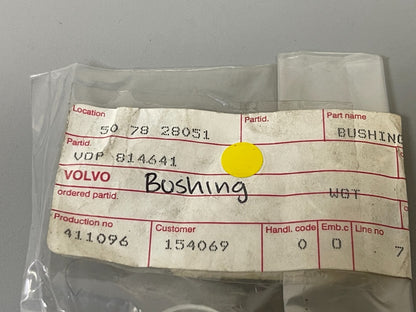 Location Partid. Part name
50 78 28051 BUSHING
Partid.
VOP 814641
VOLVO Bushing WGT
ordered partid.
Production no Customer Handl. code Emb.c Line no
411096 154069 0 0 7